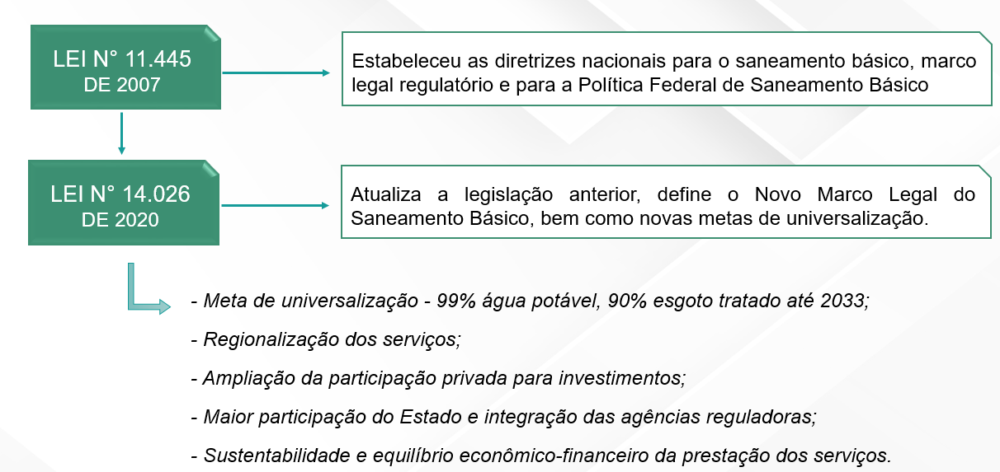 LEI N° 11.445
DE 2007
Estabeleceu as diretrizes nacionais para o saneamento básico, marco
legal regulatório e para a Política Federal de Saneamento Básico
LEI N° 14.026
DE 2020
Atualiza a legislação anterior, define o Novo Marco Legal do
Saneamento Básico, bem como novas metas de universalização.
- Meta de universalização - 99% água potável, 90% esgoto tratado até 2033;
- Regionalização dos serviços;
- Ampliação da participação privada para investimentos;
- Maior participação do Estado e integração das agências reguladoras;
- Sustentabilidade e equilíbrio econômico-financeiro da prestação dos serviços.